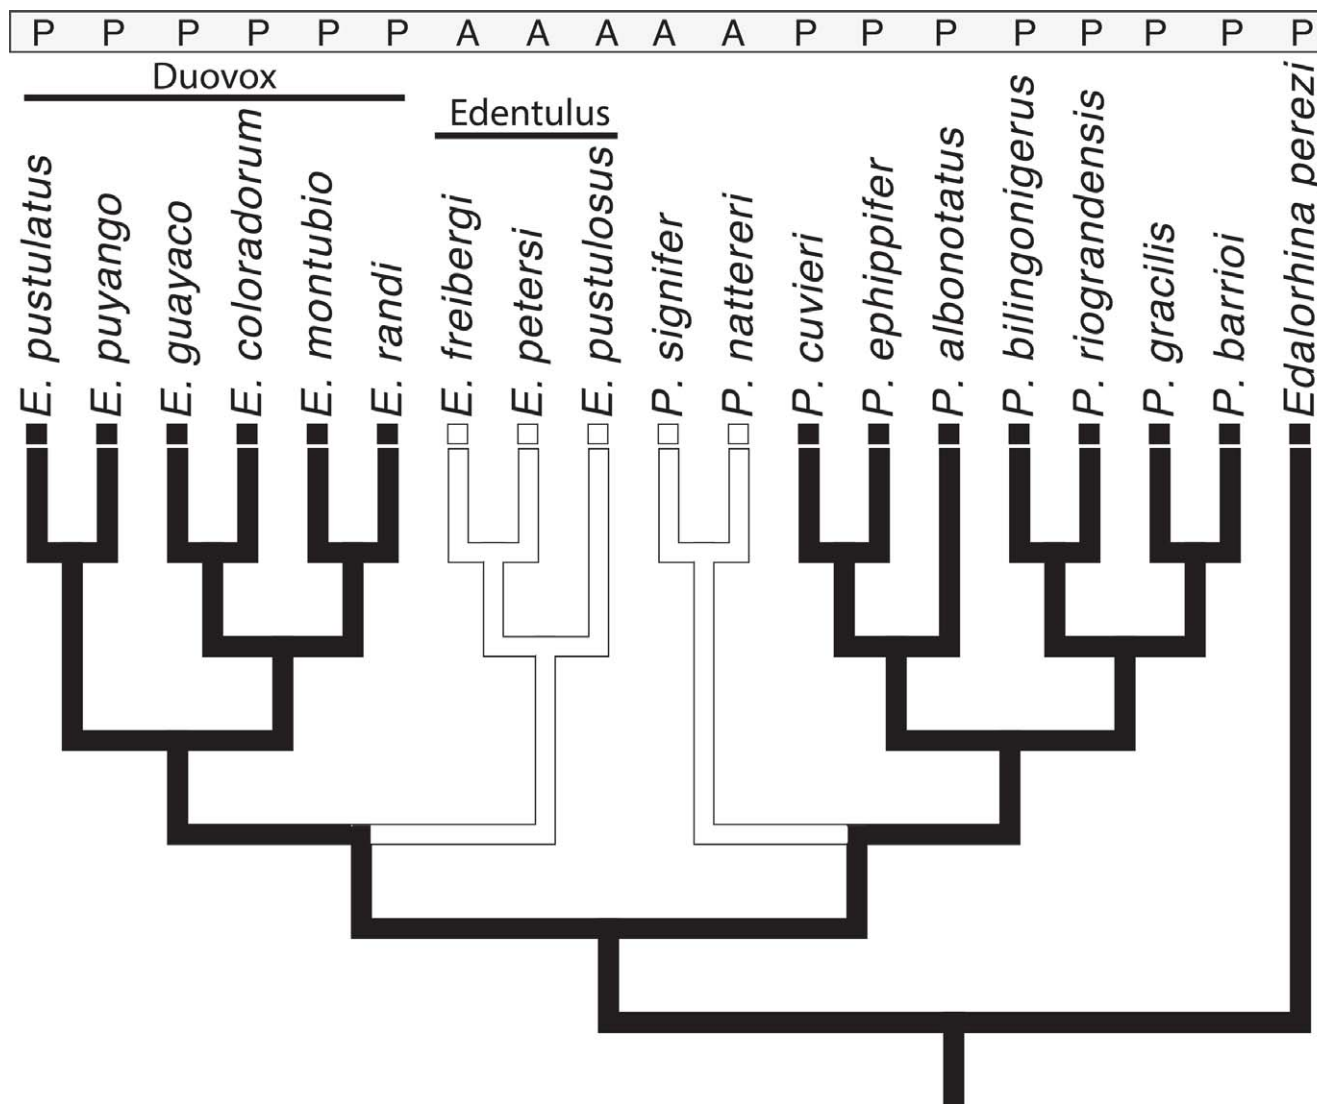 P P P P P P A A A A A P P P P P P P P
Duovox
Edentulus
E. pustulatus
E. puyango
E. guayaco
E. coloradorum
E. montubio
E. randi
E. freibergi
E. petersi
E. pustulosus
P. signifer
P. nattereri
P. cuvieri
P. ephippifer
P. albonotatus
P. bilingonigerus
P. riograndensis
P. gracilis
P. barrioi
Edalorhina perezi